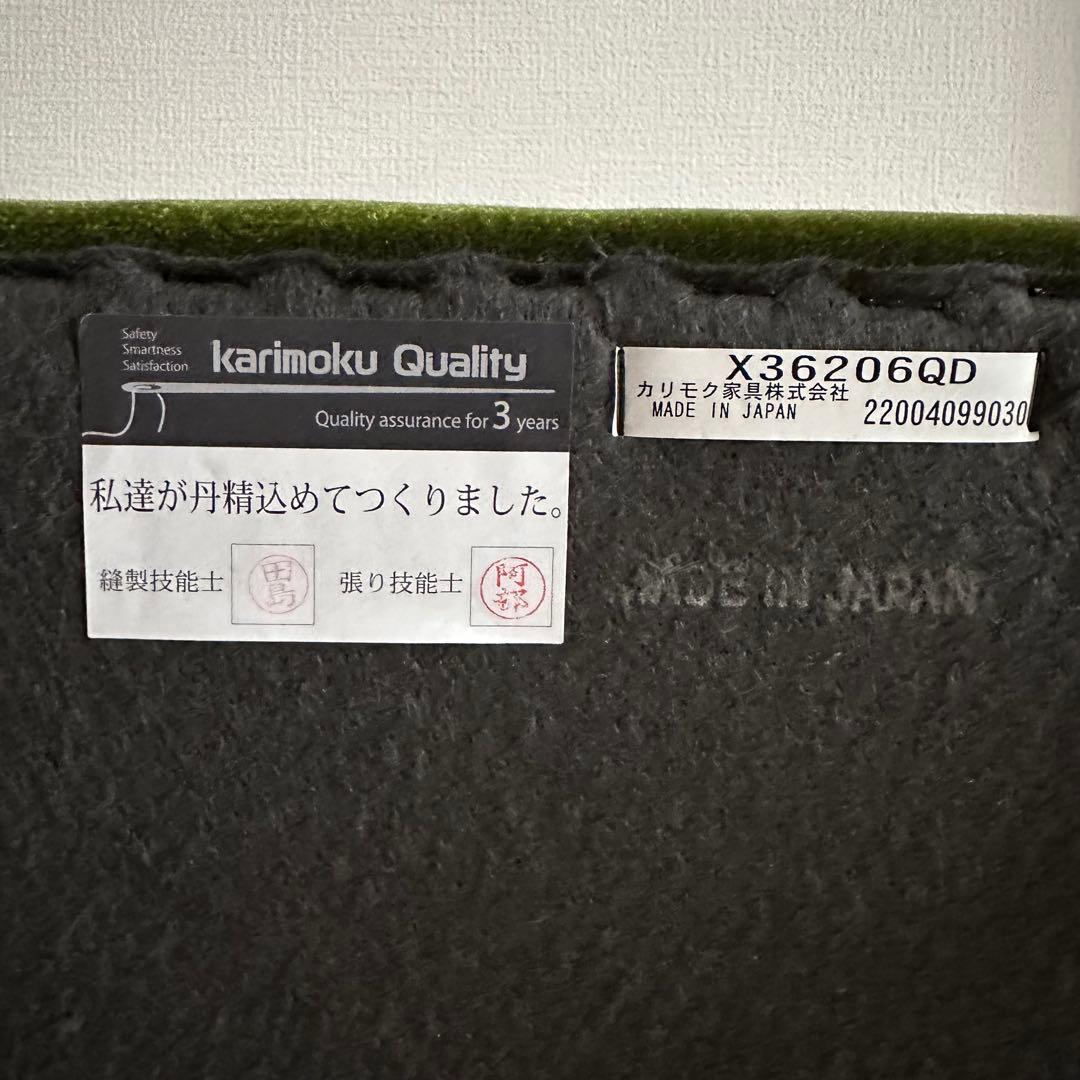 Safety
Smartness
Satisfaction
karimoku Quality
Quality assurance for 3 years
私達が丹精込めてつくりました。
縫製技能士 田島 張り技能士 阿部
X36206QD
カリモク家具株式会社
MADE IN JAPAN 22004099030
MADE IN JAPAN